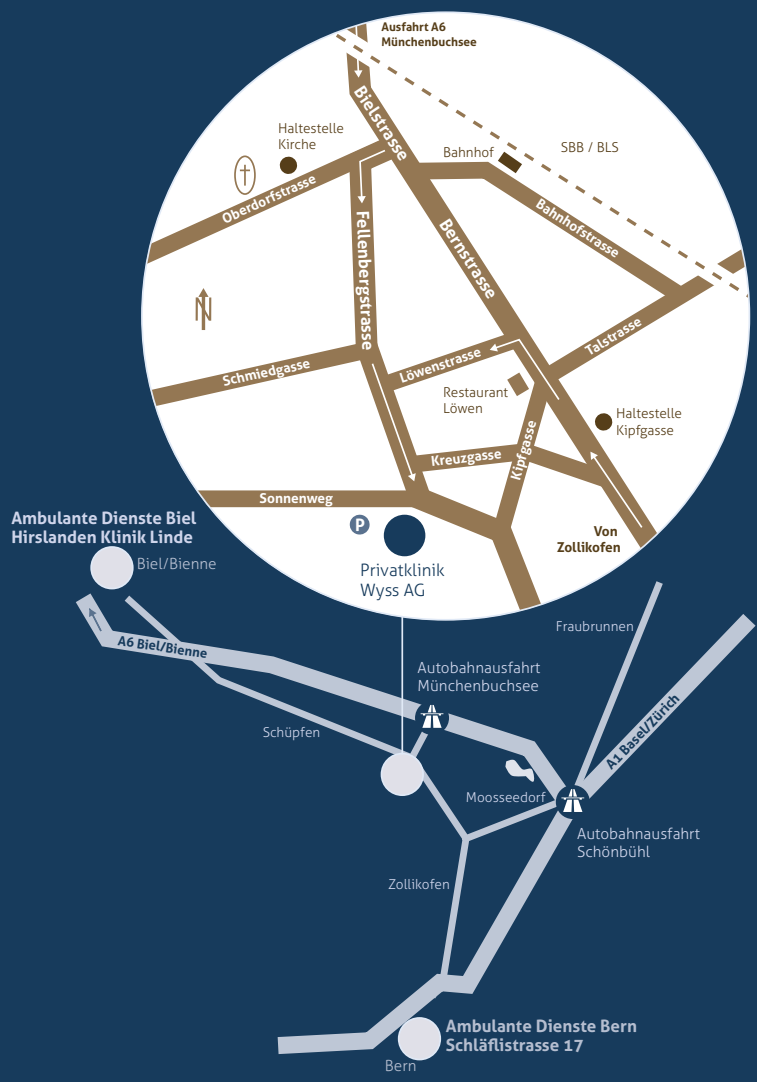 Ausfahrt A6
Münchenbuchsee
Bielstrasse
Haltestelle
Kirche
Bahnhof
SBB / BLS
Oberdorfstrasse
Bahnhofstrasse
Fellenbergstrasse
Bernstrasse
N
Talstrasse
Löwenstrasse
Schmiedgasse
Restaurant
Löwen
Haltestelle
Kipfgasse
Kipfgasse
Kreuzgasse
Sonnenweg
P
Von
Zollikofen
Privatklinik
Wyss AG
Ambulante Dienste Biel
Hirslanden Klinik Linde
Biel/Bienne
A6 Biel/Bienne
Fraubrunnen
Autobahnausfahrt
Münchenbuchsee
A1 Basel/Zürich
Schüpfen
Moosseedorf
Autobahnausfahrt
Schönbühl
Zollikofen
Ambulante Dienste Bern
Schläflistrasse 17
Bern